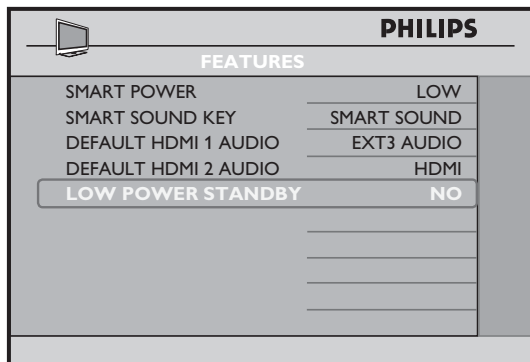 PHILIPS
FEATURES
SMART POWER LOW
SMART SOUND KEY SMART SOUND
DEFAULT HDMI 1 AUDIO EXT3 AUDIO
DEFAULT HDMI 2 AUDIO HDMI
LOW POWER STANDBY NO